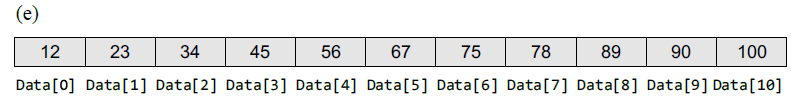 (e)
12 23 34 45 56 67 75 78 89 90 100
Data[0] Data[1] Data[2] Data[3] Data[4] Data[5] Data[6] Data[7] Data[8] Data[9] Data[10]